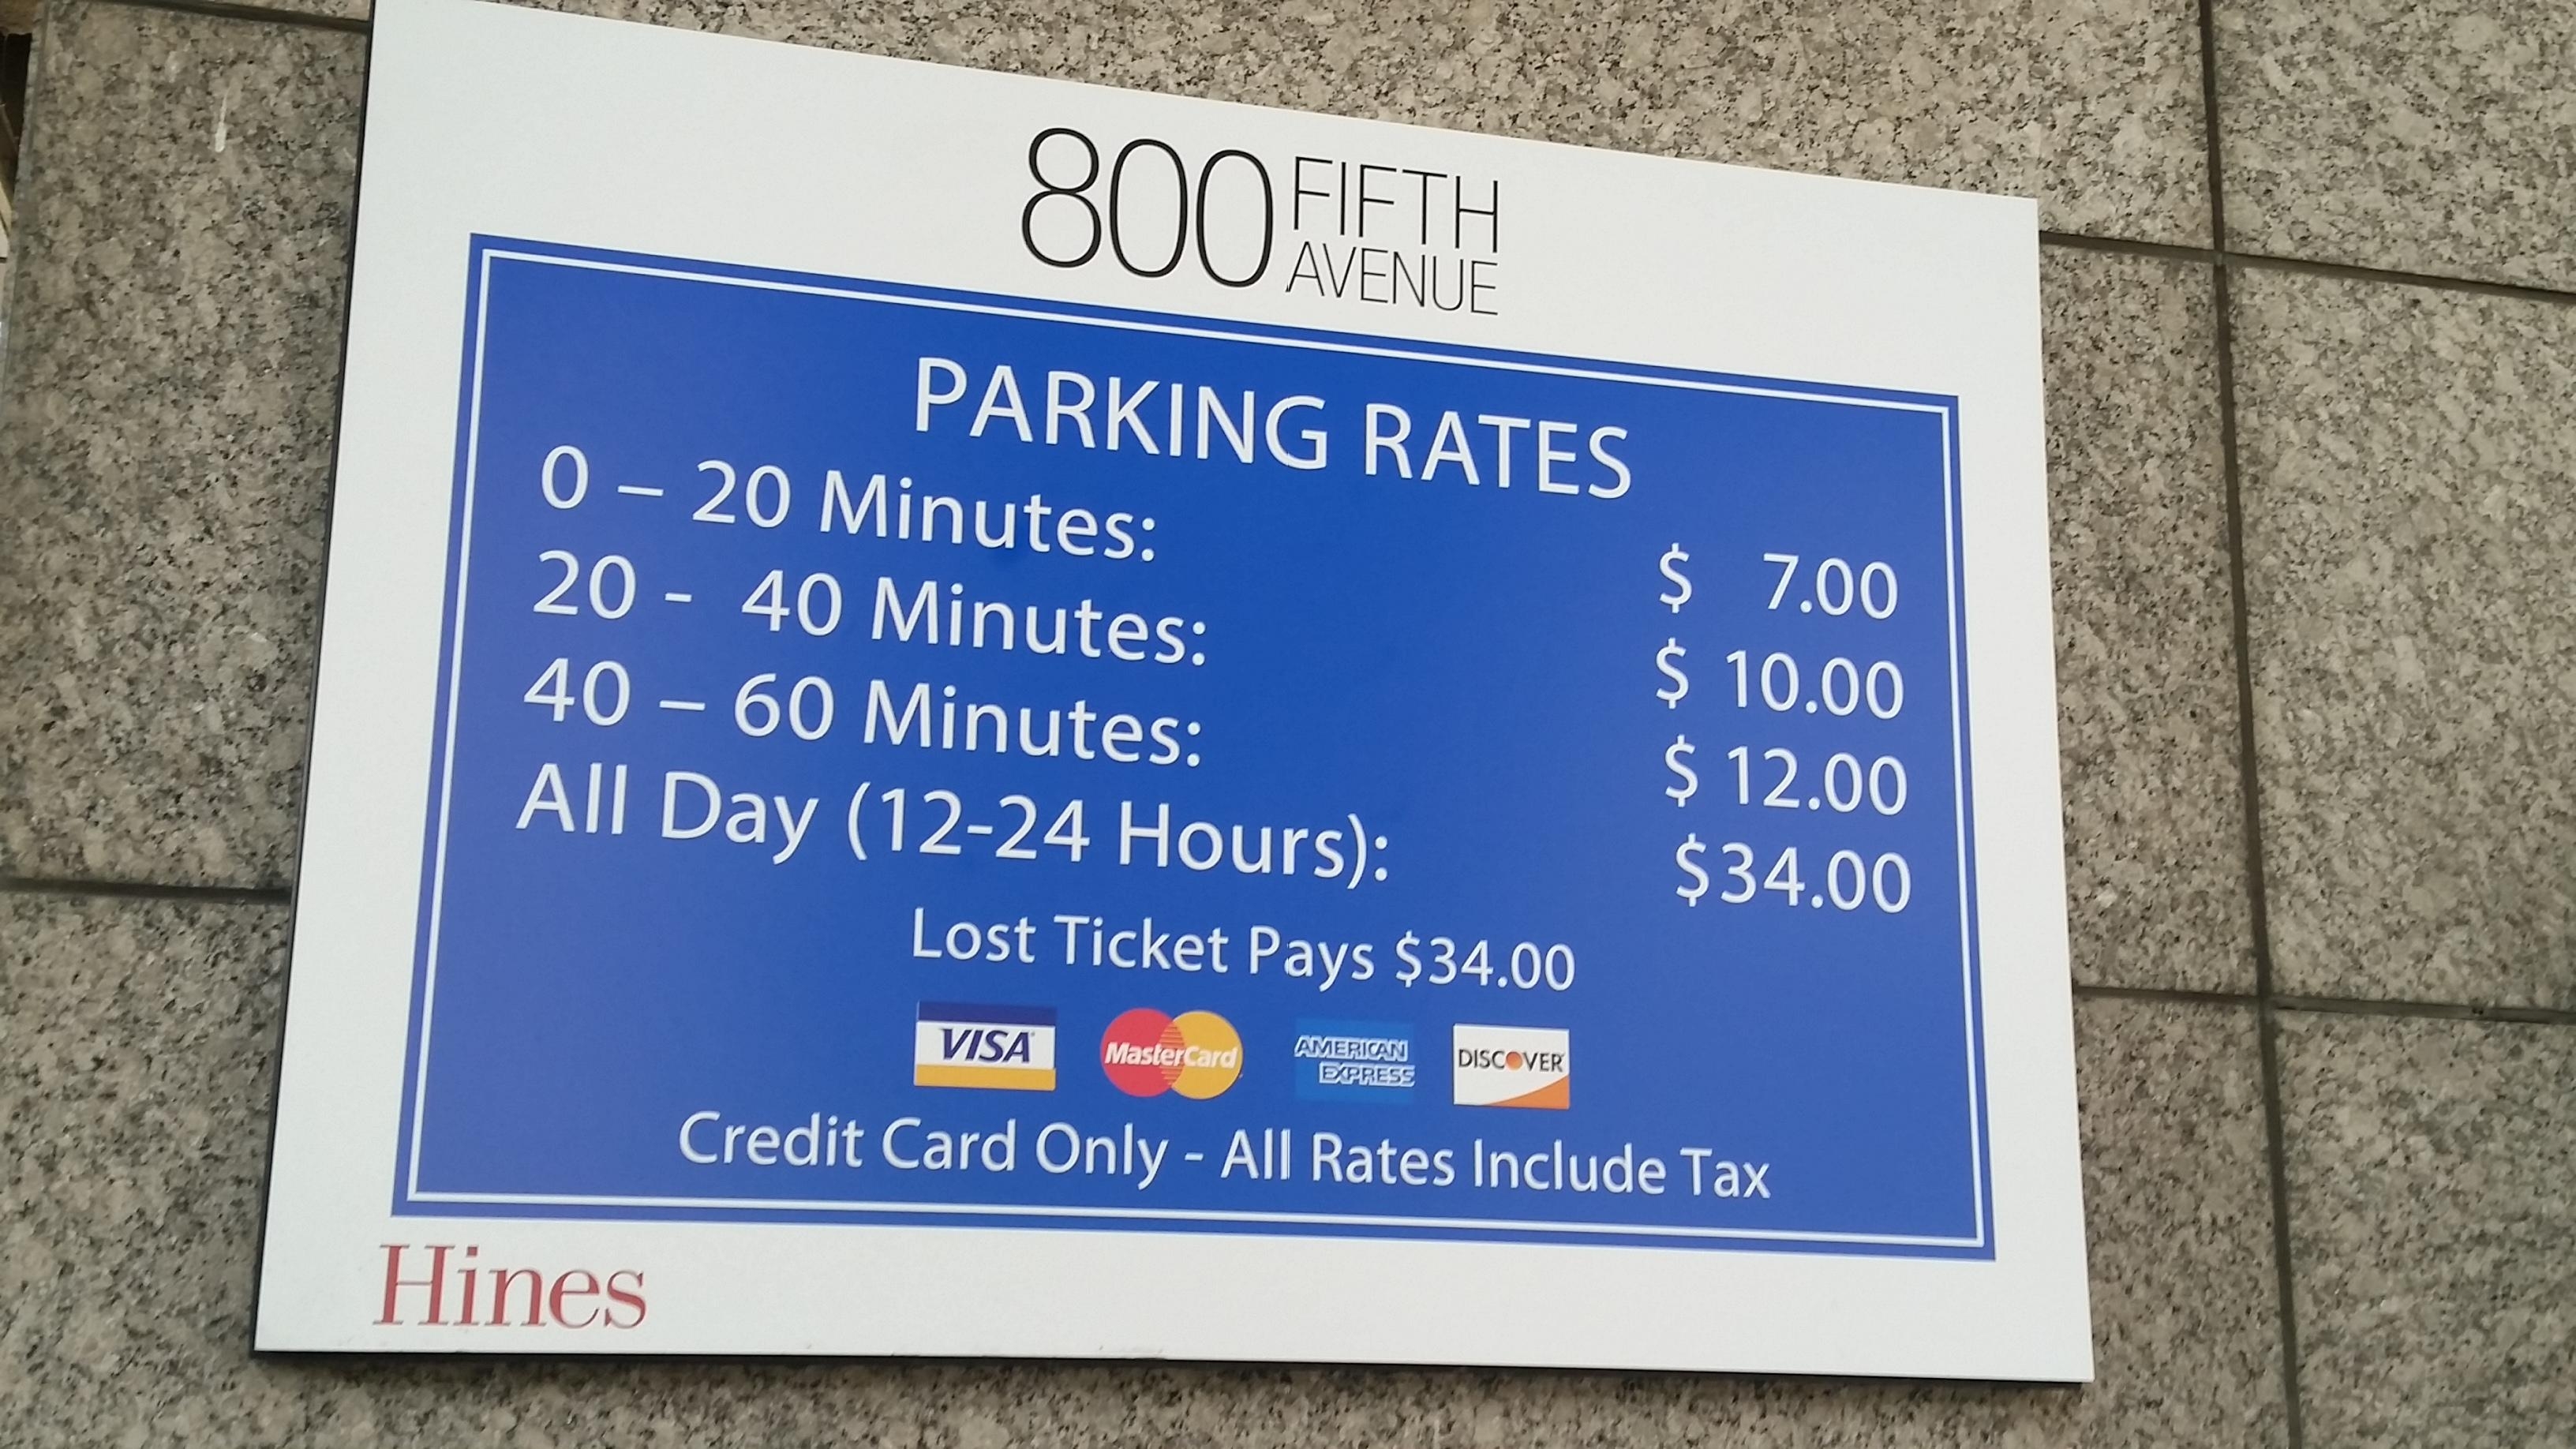 800 FIFTH
AVENUE
PARKING RATES
0 – 20 Minutes: $ 7.00
20 - 40 Minutes: $ 10.00
40 – 60 Minutes: $ 12.00
All Day (12-24 Hours): $34.00
Lost Ticket Pays $34.00
VISA MasterCard AMERICAN EXPRESS DISCOVER
Credit Card Only - All Rates Include Tax
Hines